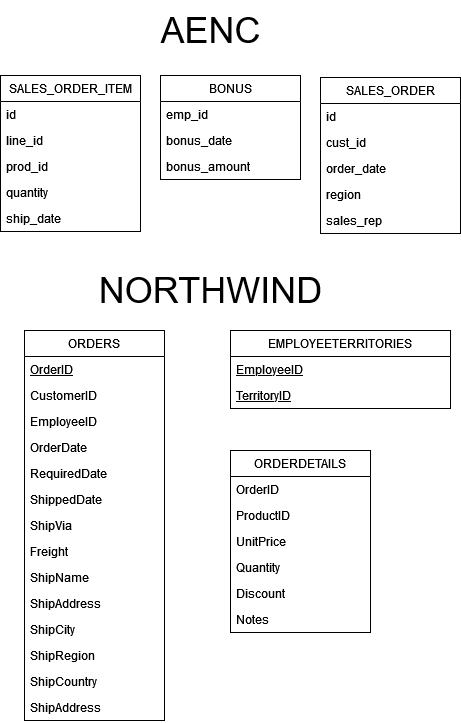 AENC
SALES_ORDER_ITEM
id
line_id
prod_id
quantity
ship_date
BONUS
emp_id
bonus_date
bonus_amount
SALES_ORDER
id
cust_id
order_date
region
sales_rep
NORTHWIND
ORDERS
OrderID
CustomerID
EmployeeID
OrderDate
RequiredDate
ShippedDate
ShipVia
Freight
ShipName
ShipAddress
ShipCity
ShipRegion
ShipCountry
ShipAddress
EMPLOYEETERRITORIES
EmployeeID
TerritoryID
ORDERDETAILS
OrderID
ProductID
UnitPrice
Quantity
Discount
Notes